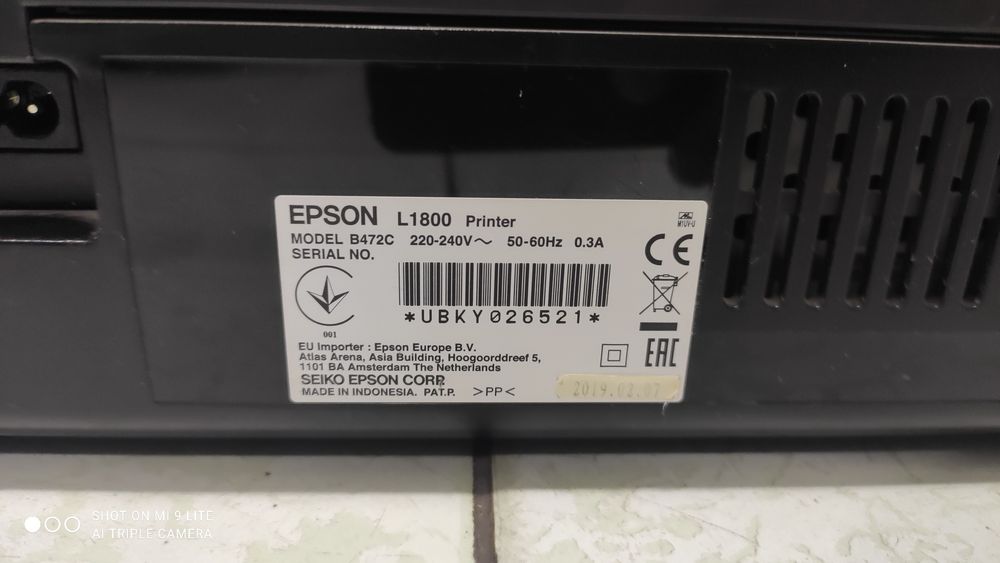 EPSON L1800 Printer
MODEL B472C 220-240V～ 50-60Hz 0.3A
SERIAL NO.
M1UV-U
CE
*UBKY026521*
001
EU Importer : Epson Europe B.V.
Atlas Arena, Asia Building, Hoogoorddreef 5,
1101 BA Amsterdam The Netherlands
EAC
SEIKO EPSON CORP.
MADE IN INDONESIA. PAT.P. >PP<
2019.02.07
SHOT ON MI 9 LITE
AI TRIPLE CAMERA